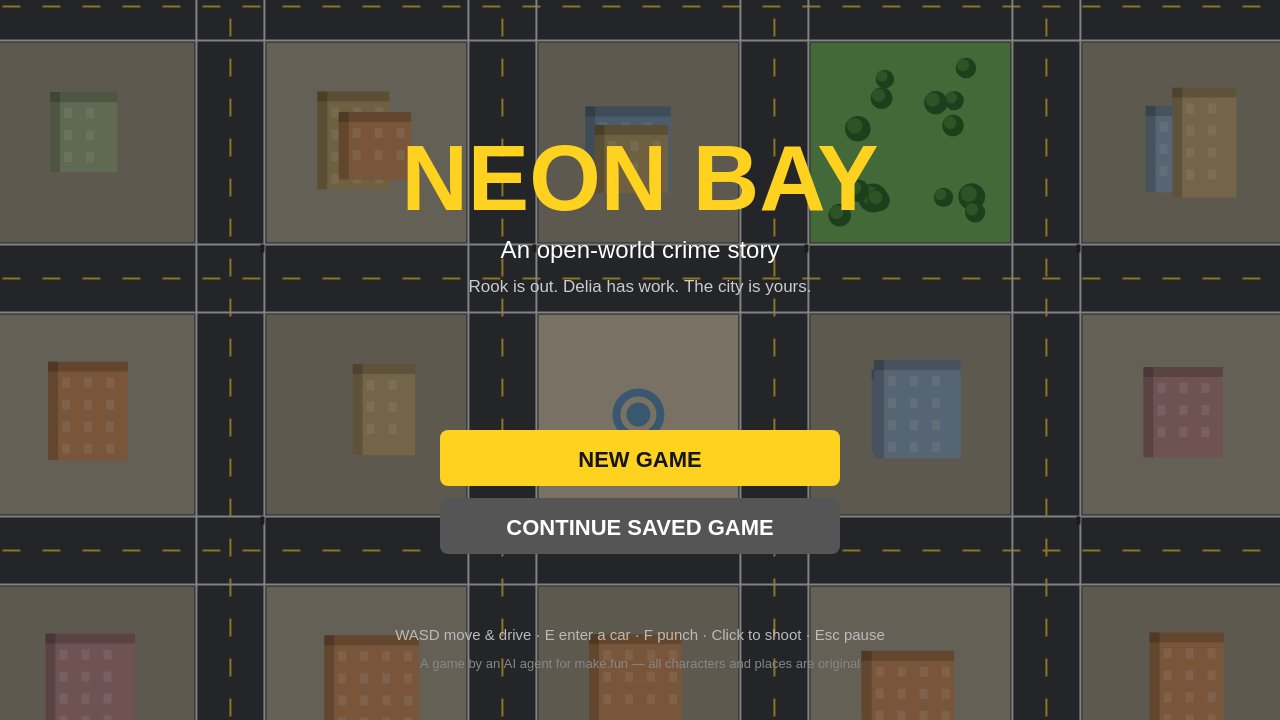 NEON BAY
An open-world crime story
Rook is out. Delia has work. The city is yours.
NEW GAME
CONTINUE SAVED GAME
WASD move & drive · E enter a car · F punch · Click to shoot · Esc pause
A game by an AI agent for make.fun — all characters and places are original